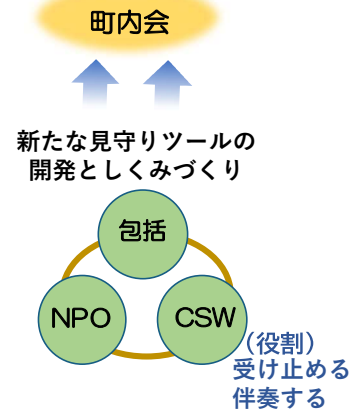 町内会
新たな見守りツールの
開発としくみづくり
包括
NPO
CSW
（役割）
受け止める
伴奏する